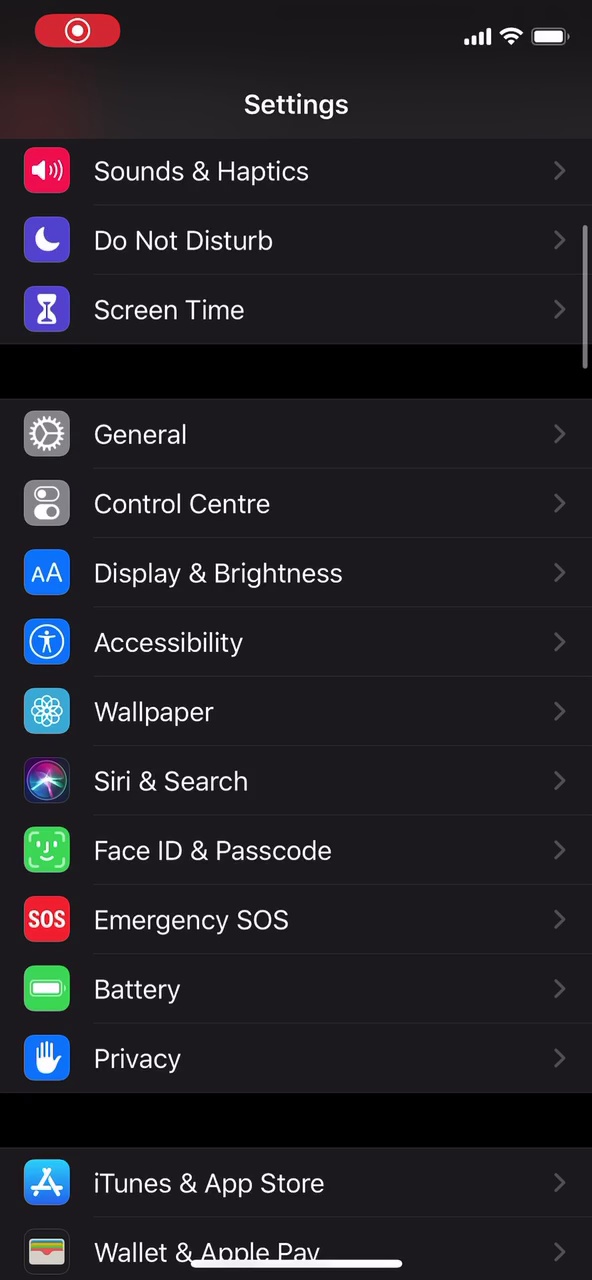 Settings
Sounds & Haptics
Do Not Disturb
Screen Time
General
Control Centre
AA Display & Brightness
Accessibility
Wallpaper
Siri & Search
Face ID & Passcode
SOS Emergency SOS
Battery
Privacy
iTunes & App Store
Wallet & Apple Pay